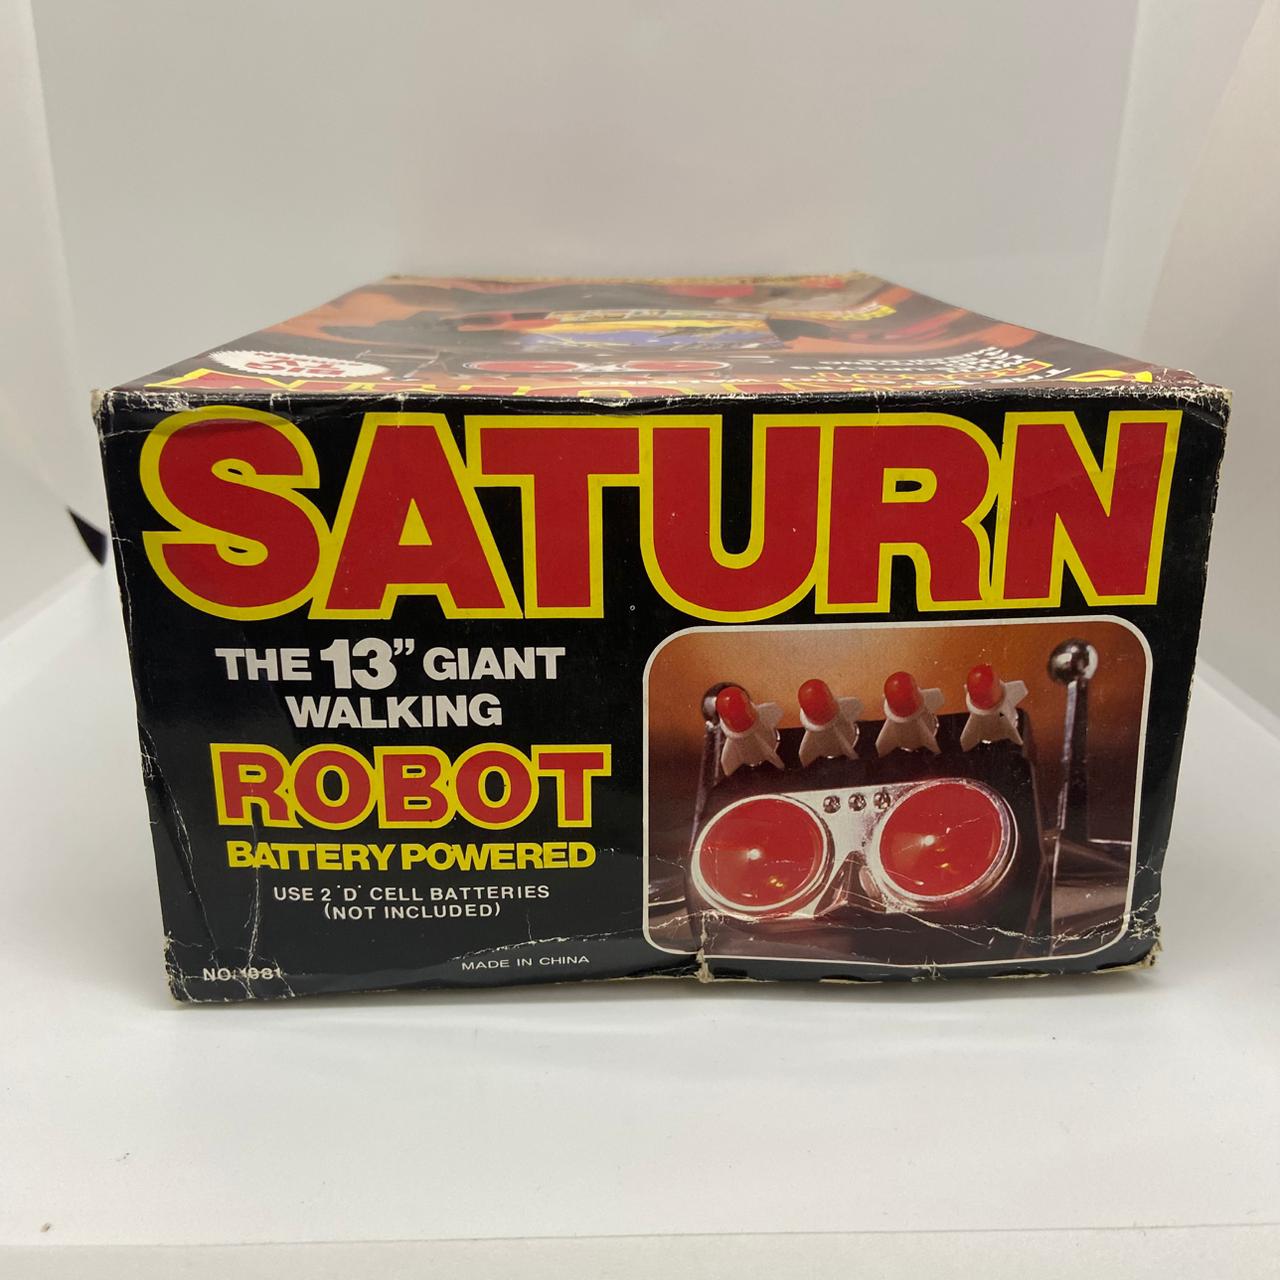 SATURN
THE 13” GIANT
WALKING
ROBOT
BATTERY POWERED
USE 2 'D' CELL BATTERIES
(NOT INCLUDED)
MADE IN CHINA